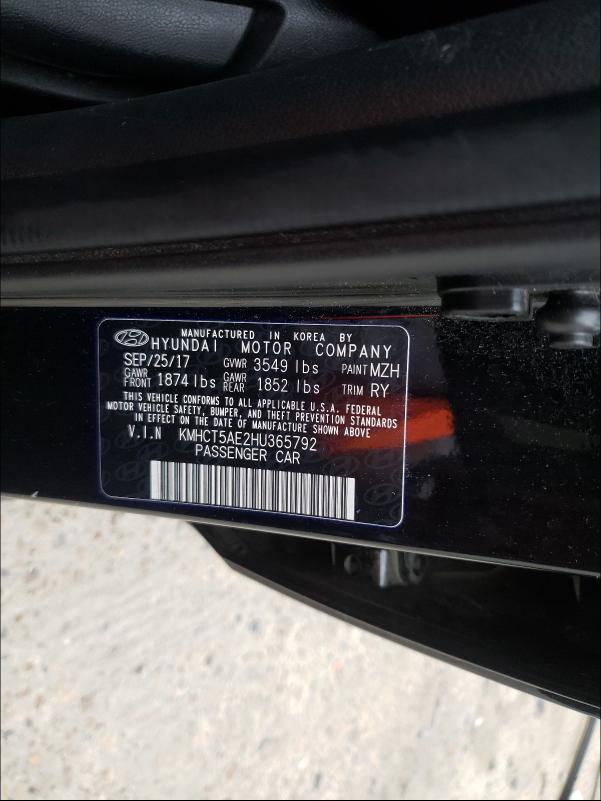 MANUFACTURED IN KOREA BY
HYUNDAI MOTOR COMPANY
SEP/25/17 GVWR 3549 lbs PAINT MZH
GAWR FRONT 1874 lbs GAWR REAR 1852 lbs TRIM RY
THIS VEHICLE CONFORMS TO ALL APPLICABLE U.S.A. FEDERAL
MOTOR VEHICLE SAFETY, BUMPER, AND THEFT PREVENTION STANDARDS
IN EFFECT ON THE DATE OF MANUFACTURE SHOWN ABOVE
V.I.N KMHCT5AE2HU365792
PASSENGER CAR